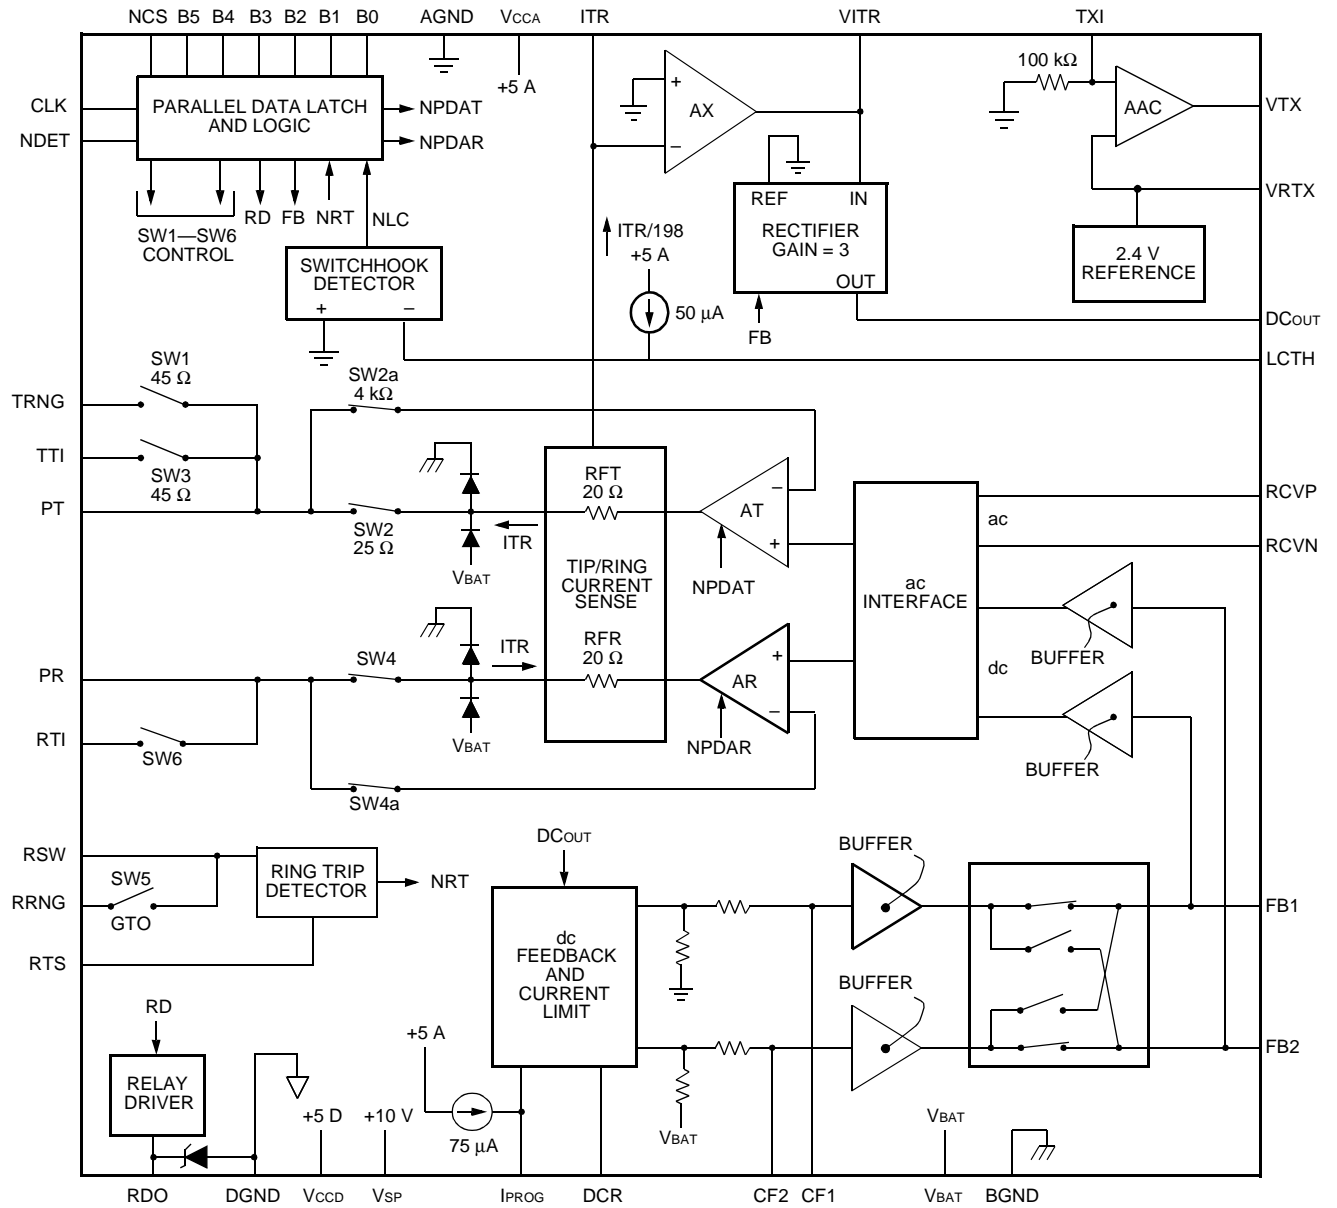 NCS B5 B4 B3 B2 B1 B0 AGND VCCA ITR VITR TXI
CLK
NDET
PARALLEL DATA LATCH
AND LOGIC
NPDAT
NPDAR
+5 A
+
AX
−
100 kΩ
AAC
VTX
VRTX
SW1—SW6
CONTROL
RD FB NRT NLC
SWITCHHOOK
DETECTOR
+ −
ITR/198
+5 A
50 µA
REF IN
RECTIFIER
GAIN = 3
OUT
FB
2.4 V
REFERENCE
DCOUT
LCTH
TRNG
SW1
45 Ω
TTI
SW3
45 Ω
PT
SW2a
4 kΩ
SW2
25 Ω
VBAT
ITR
RFT
20 Ω
TIP/RING
CURRENT
SENSE
RFR
20 Ω
−
AT
+
NPDAT
ac
INTERFACE
ac
dc
RCVP
RCVN
BUFFER
BUFFER
PR
RTI
SW6
SW4
SW4a
VBAT
ITR
+
AR
−
NPDAR
RSW
RRNG
SW5
GTO
RTS
RING TRIP
DETECTOR
NRT
DCOUT
dc
FEEDBACK
AND
CURRENT
LIMIT
BUFFER
BUFFER
FB1
FB2
RD
RELAY
DRIVER
+5 D
+10 V
+5 A
75 µA
VBAT
VBAT
RDO DGND VCCD VSP IPROG DCR CF2 CF1 VBAT BGND